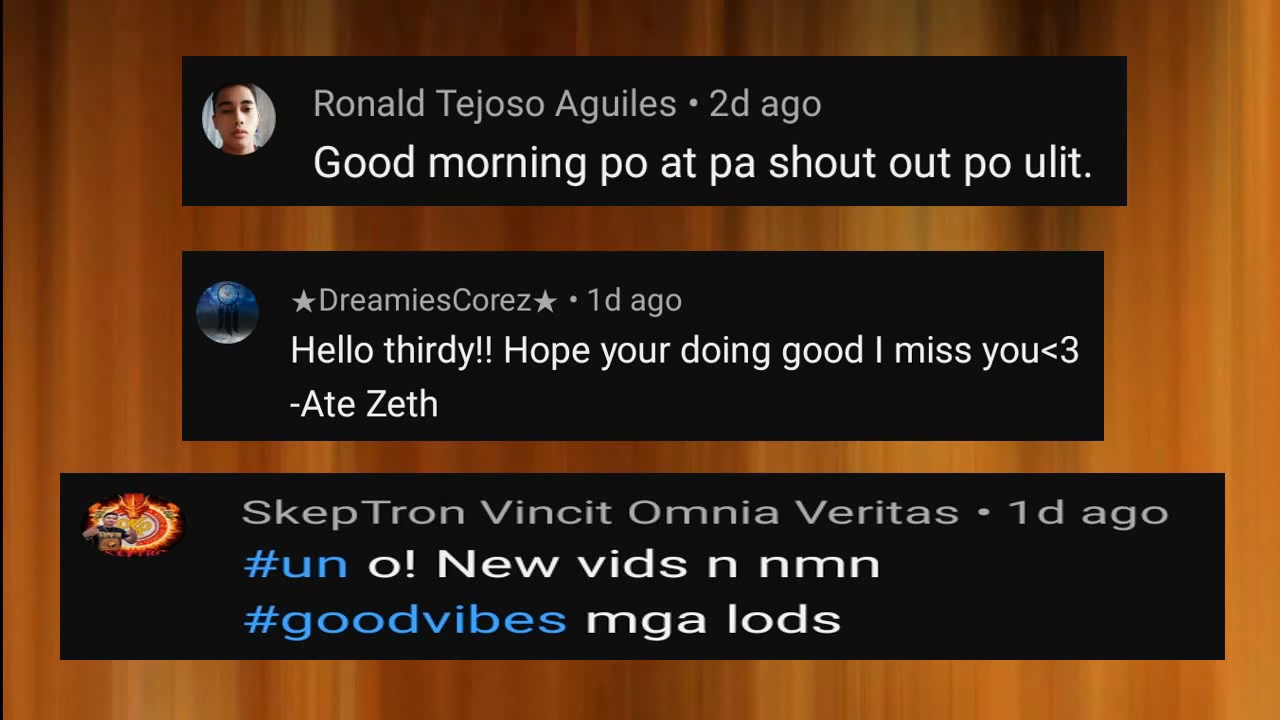 Ronald Tejoso Aguiles • 2d ago
Good morning po at pa shout out po ulit.
★DreamiesCorez★ • 1d ago
Hello thirdy!! Hope your doing good I miss you<3
-Ate Zeth
SkepTron Vincit Omnia Veritas • 1d ago
#un o! New vids n nmn
#goodvibes mga lods